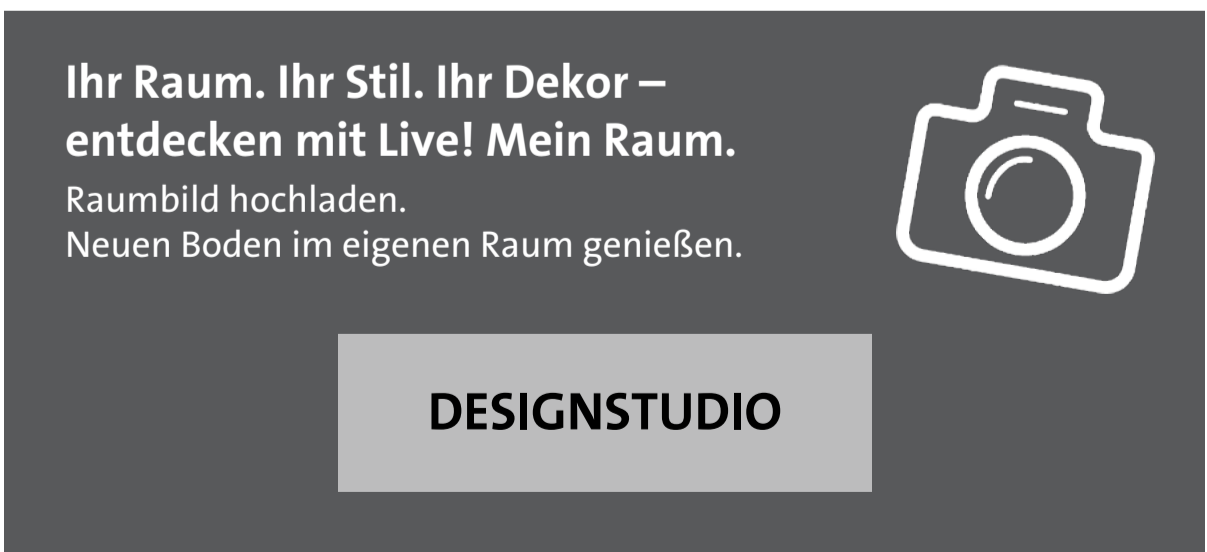 Ihr Raum. Ihr Stil. Ihr Dekor –
entdecken mit Live! Mein Raum.
Raumbild hochladen.
Neuen Boden im eigenen Raum genießen.
DESIGNSTUDIO